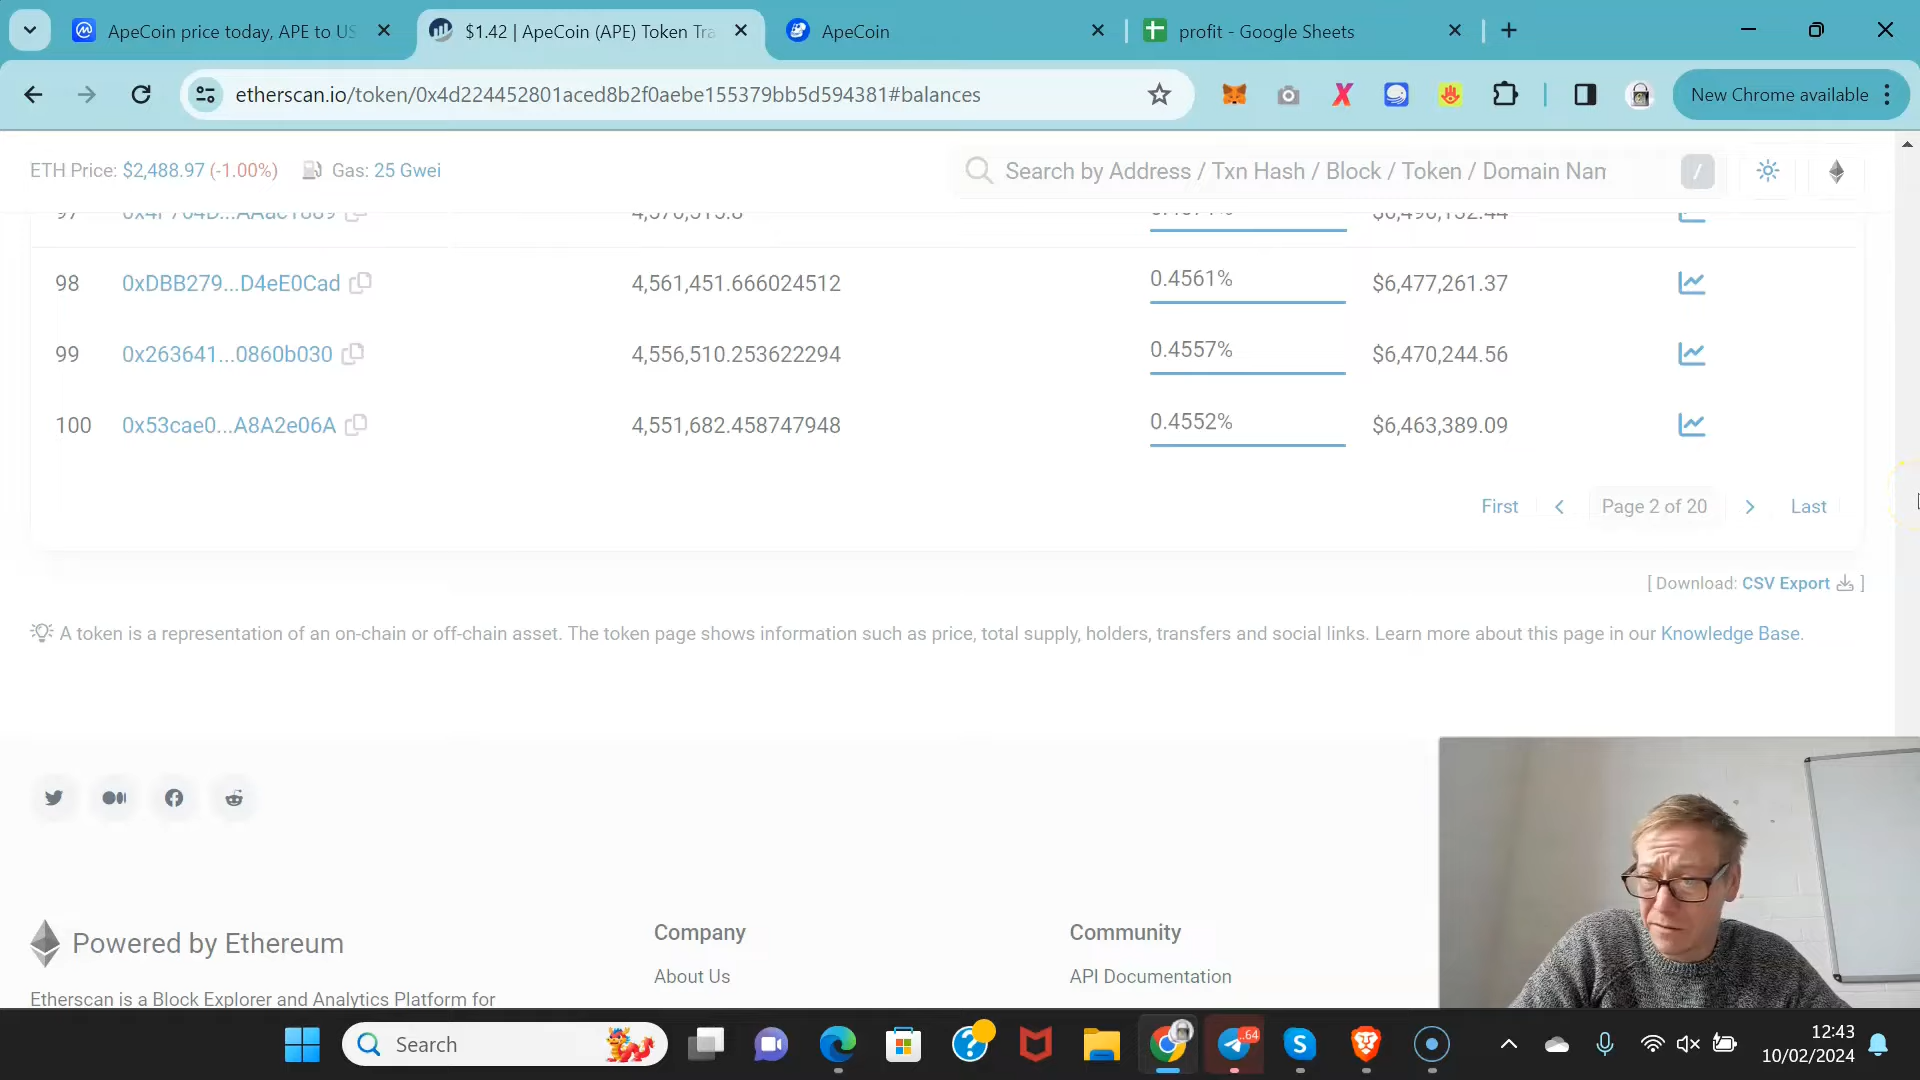 ApeCoin price today, APE to US
$1.42 | ApeCoin (APE) Token Tra
ApeCoin
profit - Google Sheets
etherscan.io/token/0x4d224452801aced8b2f0aebe155379bb5d594381#balances
New Chrome available
ETH Price: $2,488.97 (-1.00%) Gas: 25 Gwei
Search by Address / Txn Hash / Block / Token / Domain Nam
/
98 0xDBB279...D4eE0Cad 4,561,451.666024512 0.4561% $6,477,261.37
99 0x263641...0860b030 4,556,510.253622294 0.4557% $6,470,244.56
100 0x53cae0...A8A2e06A 4,551,682.458747948 0.4552% $6,463,389.09
First < Page 2 of 20 > Last
[ Download: CSV Export ]
A token is a representation of an on-chain or off-chain asset. The token page shows information such as price, total supply, holders, transfers and social links. Learn more about this page in our Knowledge Base.
Powered by Ethereum
Company
Community
About Us
API Documentation
Etherscan is a Block Explorer and Analytics Platform for
Search
64
12:43
10/02/2024